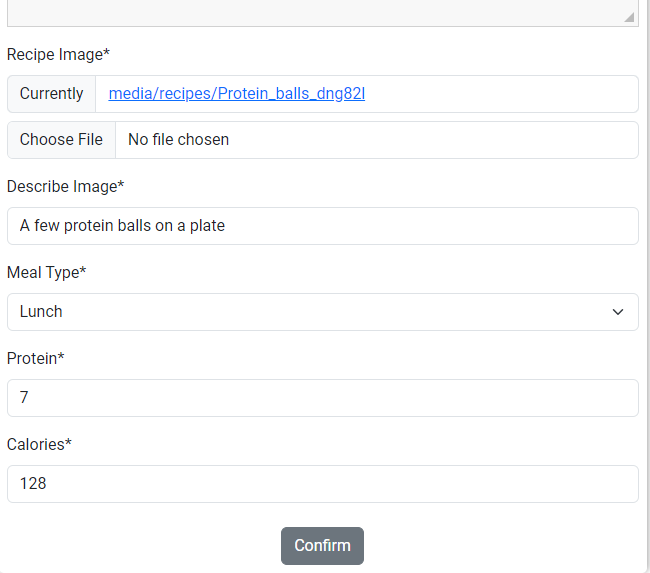 Recipe Image*
Currently media/recipes/Protein_balls_dng82l
Choose File No file chosen
Describe Image*
A few protein balls on a plate
Meal Type*
Lunch
Protein*
7
Calories*
128
Confirm